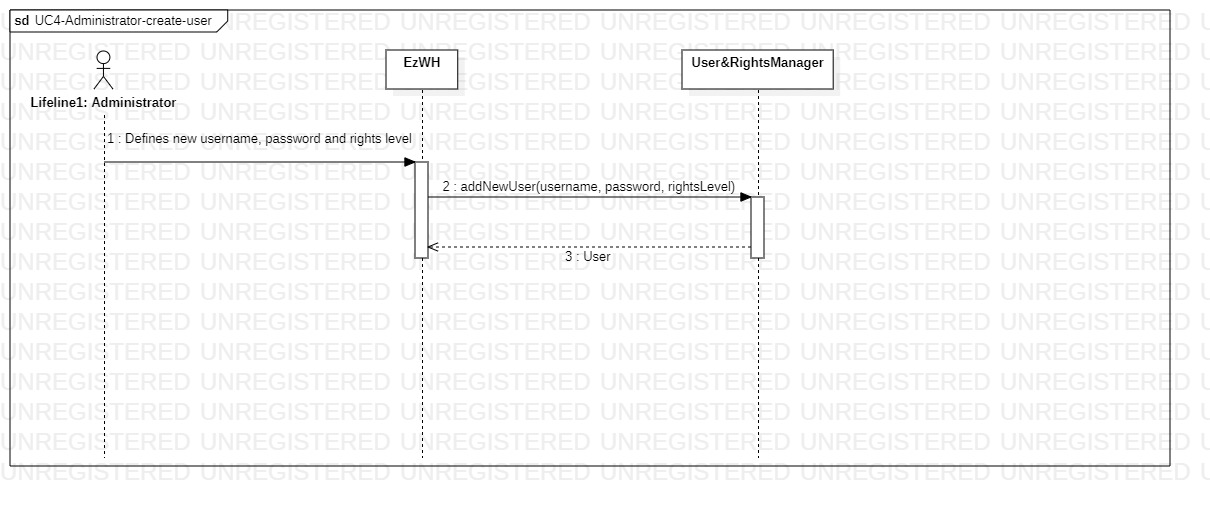 sd UC4-Administrator-create-user
EzWH
User&RightsManager
Lifeline1: Administrator
1 : Defines new username, password and rights level
2 : addNewUser(username, password, rightsLevel)
3 : User
UNREGISTERED UNREGISTERED UNREGISTERED UNREGISTERED UNREGISTERED UNREGISTERED